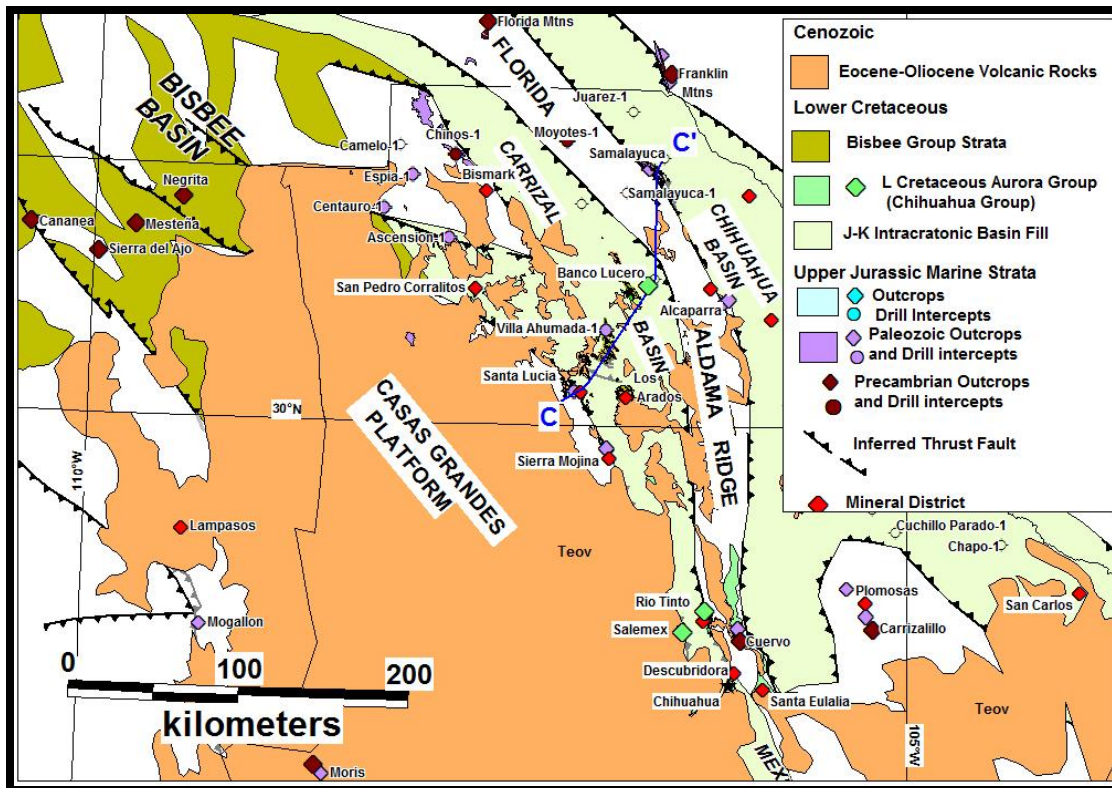 Florida Mtns
FLORIDA
Franklin
Mtns
Juarez-1
BISBEE
BASIN
Chinos-1
Moyotes-1
Camelo-1
CARRIZAL
Samalayuca
C'
Negrita
Espia-1
Bismark
Samalayuca-1
Cananea
Mestena
Centauro-1
CHIHUAHUA
BASIN
Sierra del Ajo
Ascension-1
Banco Lucero
San Pedro Corralitos
Alcaparra
Villa Ahumada-1
BASIN
ALDAMA RIDGE
Santa Lucia
Los
Arados
30°N
C
CASAS GRANDES
PLATFORM
Sierra Mojina
110°W
Lampasos
Teov
Cuchillo Parado-1
Chapo-1
Plomosas
San Carlos
Rio Tinto
Mogallon
Salemex
Carrizalillo
Cuervo
0
100
200
kilometers
Descubridora
Chihuahua
Santa Eulalia
Teov
105°W
MEX
Moris
Cenozoic
Eocene-Oliocene Volcanic Rocks
Lower Cretaceous
Bisbee Group Strata
L Cretaceous Aurora Group
(Chihuahua Group)
J-K Intracratonic Basin Fill
Upper Jurassic Marine Strata
Outcrops
Drill Intercepts
Paleozoic Outcrops
and Drill intercepts
Precambrian Outcrops
and Drill intercepts
Inferred Thrust Fault
Mineral District